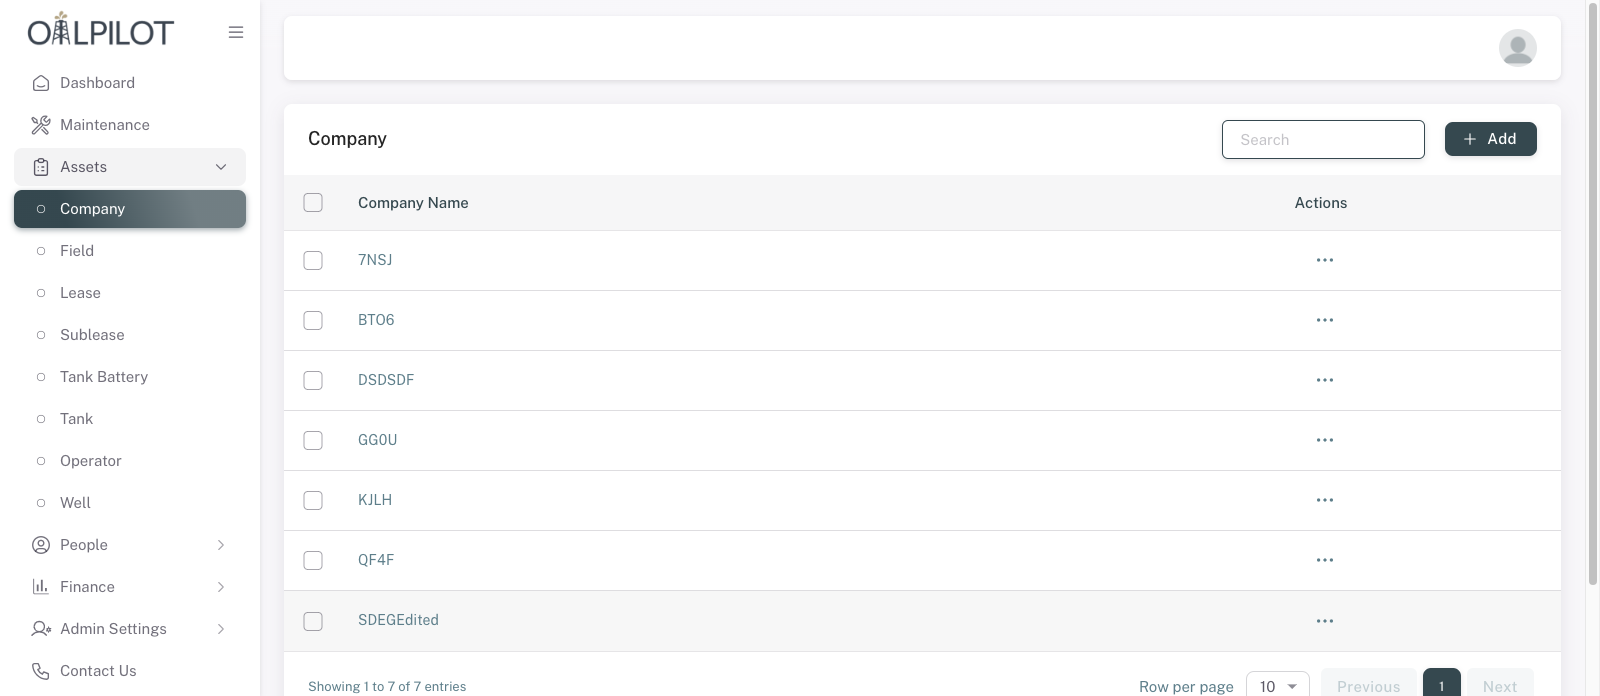 OILPILOT
Dashboard
Maintenance
Assets
Company
Field
Lease
Sublease
Tank Battery
Tank
Operator
Well
People
Finance
Admin Settings
Contact Us
Company
Search
Add
Company Name Actions
7NSJ
BTO6
DSDSDF
GG0U
KJLH
QF4F
SDEGEdited
Showing 1 to 7 of 7 entries
Row per page 10 Previous 1 Next